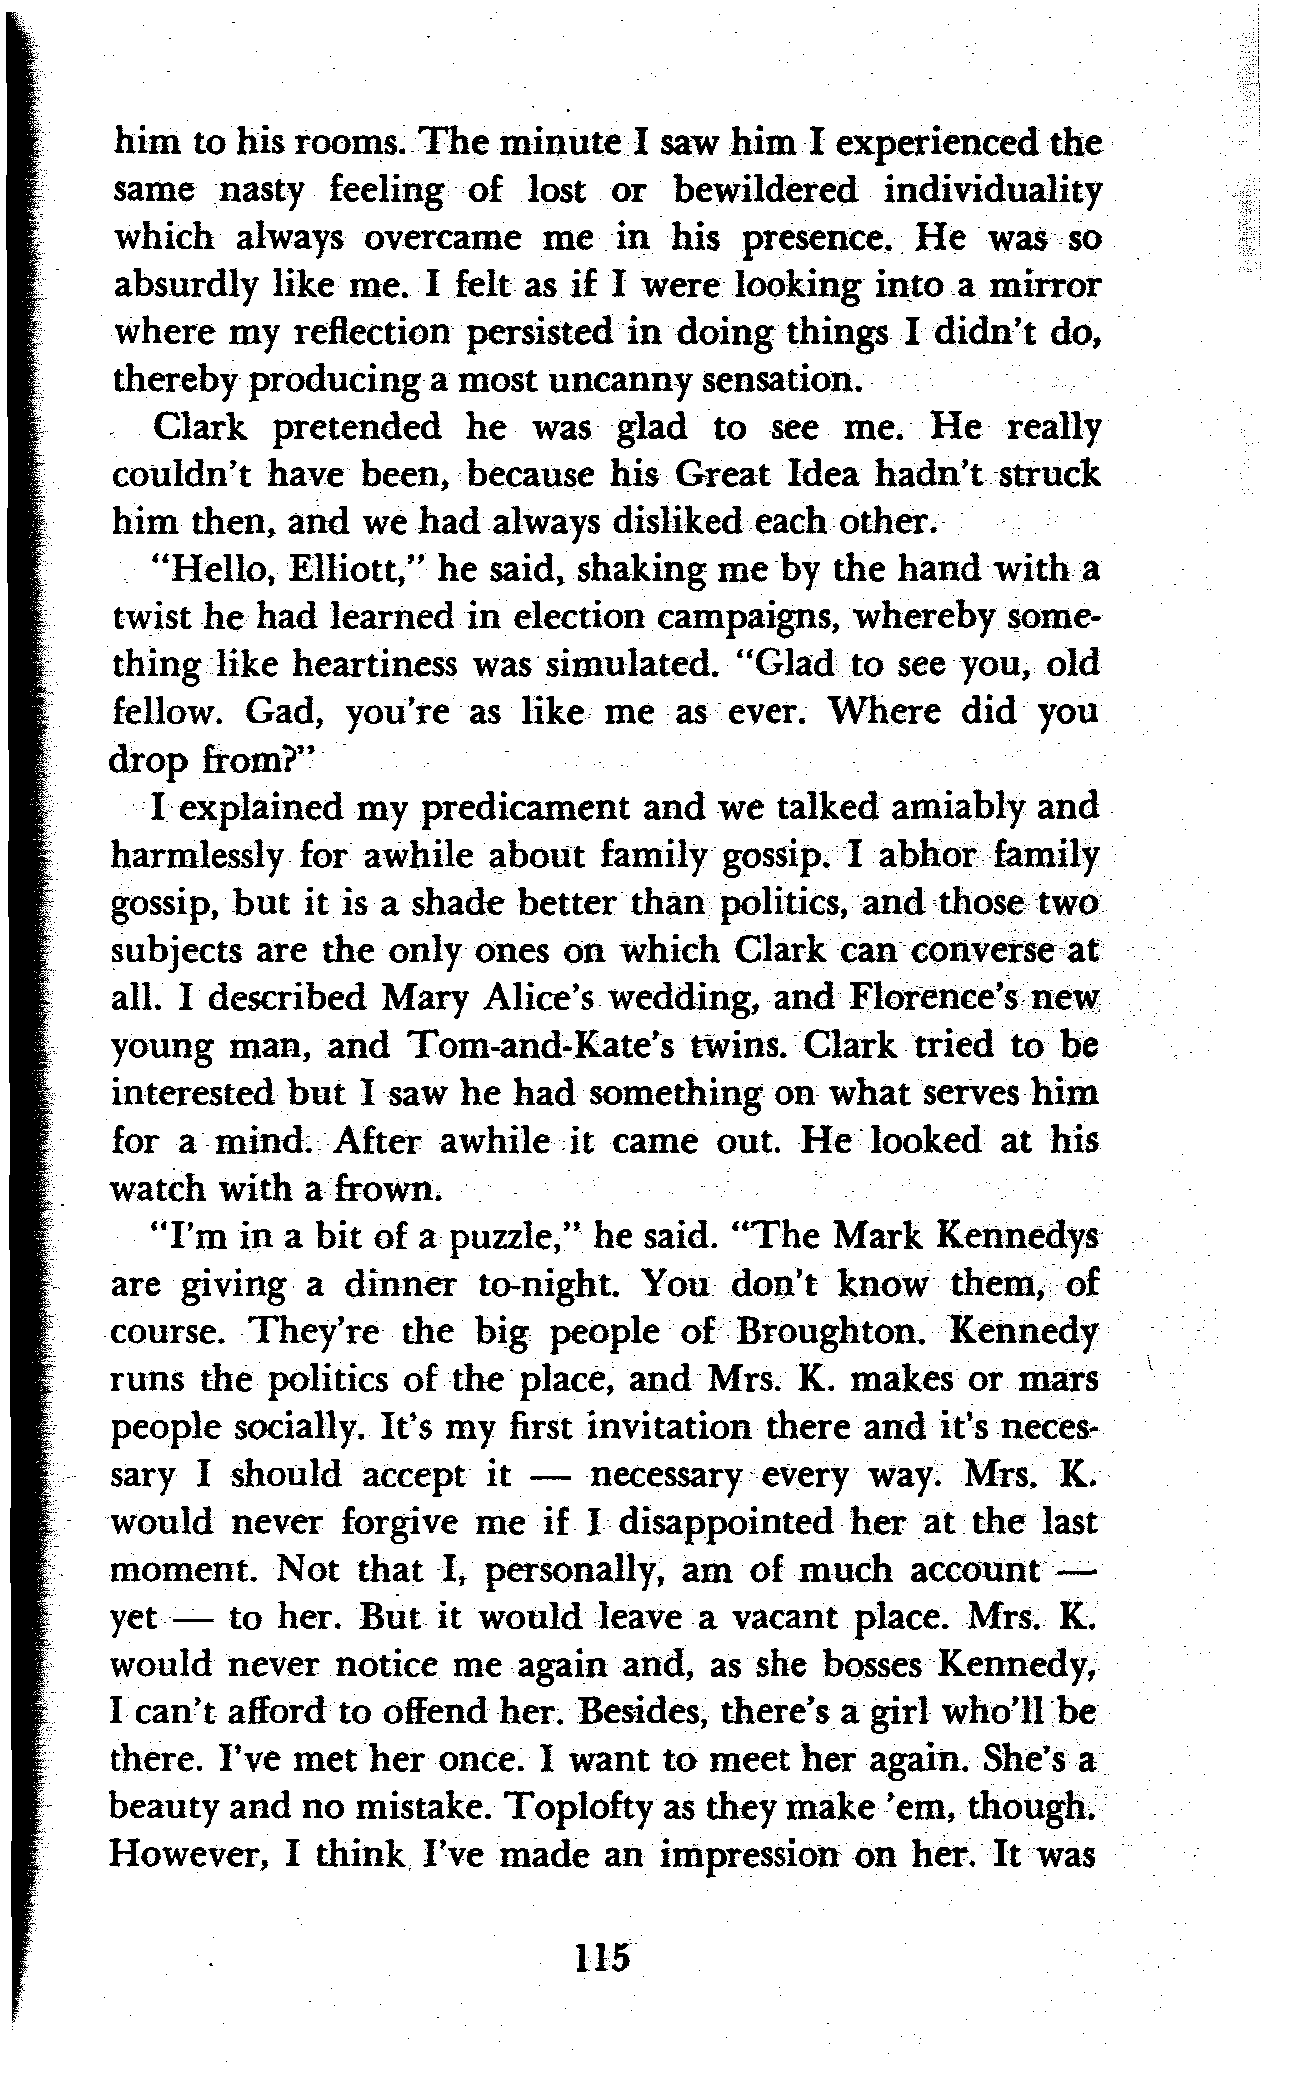 him to his rooms. The minute I saw him I experienced the
same nasty feeling of lost or bewildered individuality
which always overcame me in his presence. He was so
absurdly like me. I felt as if I were looking into a mirror
where my reflection persisted in doing things I didn't do,
thereby producing a most uncanny sensation.
Clark pretended he was glad to see me. He really
couldn't have been, because his Great Idea hadn't struck
him then, and we had always disliked each other.
“Hello, Elliott,” he said, shaking me by the hand with a
twist he had learned in election campaigns, whereby some-
thing like heartiness was simulated. “Glad to see you, old
fellow. Gad, you're as like me as ever. Where did you
drop from?”
I explained my predicament and we talked amiably and
harmlessly for awhile about family gossip. I abhor family
gossip, but it is a shade better than politics, and those two
subjects are the only ones on which Clark can converse at
all. I described Mary Alice's wedding, and Florence's new
young man, and Tom-and-Kate's twins. Clark tried to be
interested but I saw he had something on what serves him
for a mind. After awhile it came out. He looked at his
watch with a frown.
“I'm in a bit of a puzzle,” he said. “The Mark Kennedys
are giving a dinner to-night. You don't know them, of
course. They're the big people of Broughton. Kennedy
runs the politics of the place, and Mrs. K. makes or mars
people socially. It's my first invitation there and it's neces-
sary I should accept it — necessary every way. Mrs. K.
would never forgive me if I disappointed her at the last
moment. Not that I, personally, am of much account —
yet — to her. But it would leave a vacant place. Mrs. K.
would never notice me again and, as she bosses Kennedy,
I can't afford to offend her. Besides, there's a girl who'll be
there. I've met her once. I want to meet her again. She's a
beauty and no mistake. Toplofty as they make 'em, though.
However, I think I've made an impression on her. It was
115